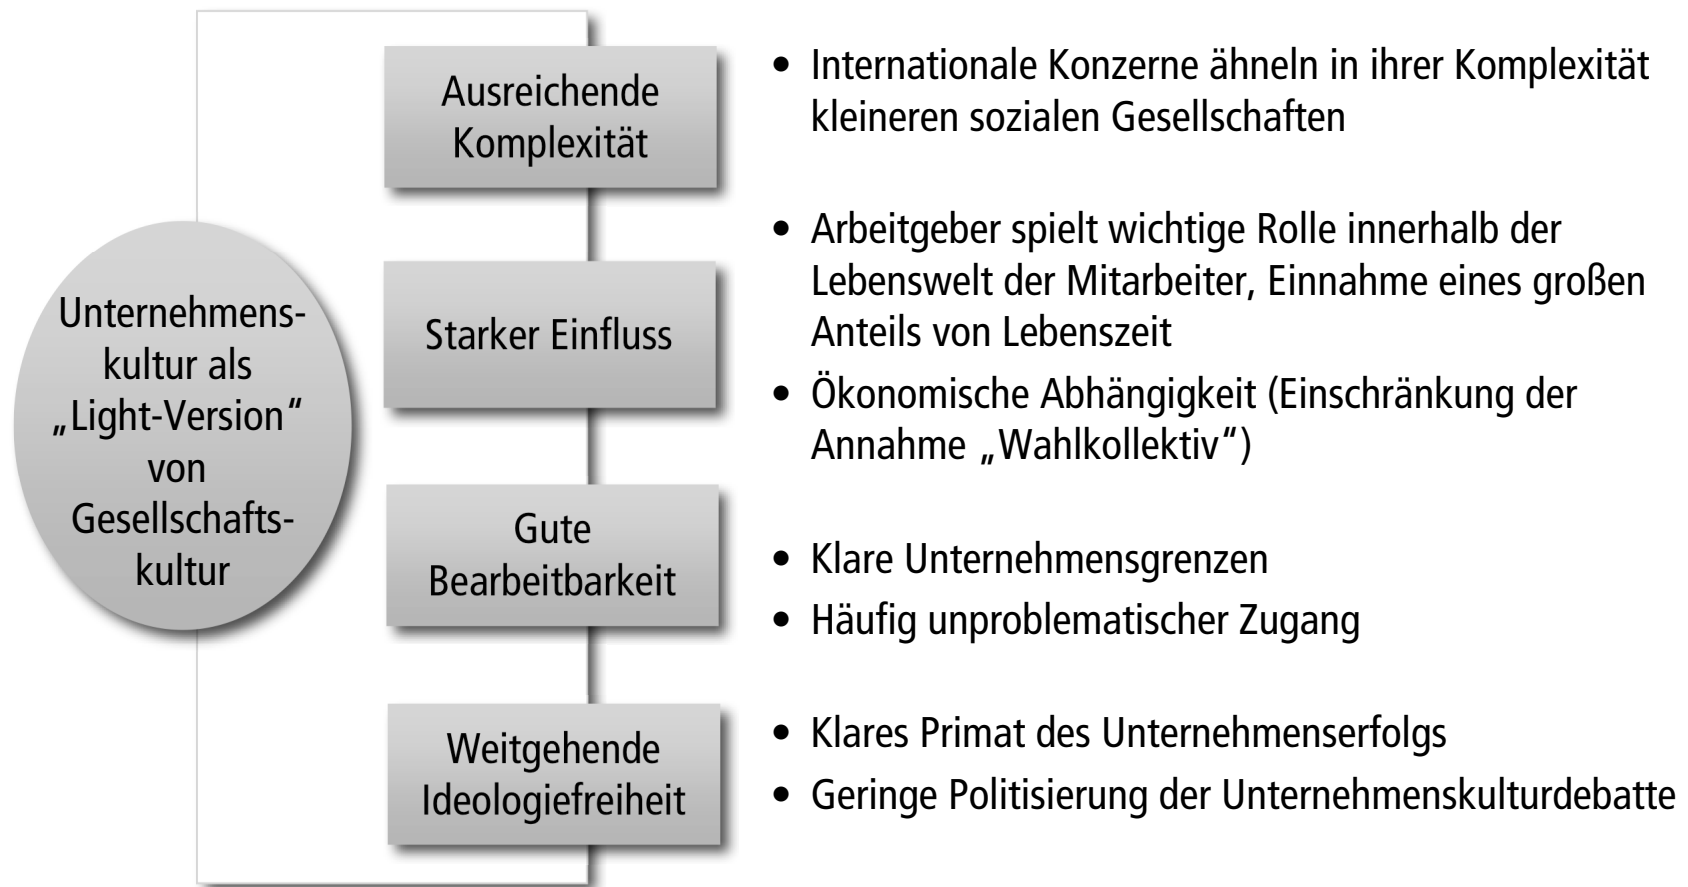 Unternehmens-
kultur als
„Light-Version“
von
Gesellschafts-
kultur
Ausreichende
Komplexität
• Internationale Konzerne ähneln in ihrer Komplexität
kleineren sozialen Gesellschaften
Starker Einfluss
• Arbeitgeber spielt wichtige Rolle innerhalb der
Lebenswelt der Mitarbeiter, Einnahme eines großen
Anteils von Lebenszeit
• Ökonomische Abhängigkeit (Einschränkung der
Annahme „Wahlkollektiv“)
Gute
Bearbeitbarkeit
• Klare Unternehmensgrenzen
• Häufig unproblematischer Zugang
Weitgehende
Ideologiefreiheit
• Klares Primat des Unternehmenserfolgs
• Geringe Politisierung der Unternehmenskulturdebatte